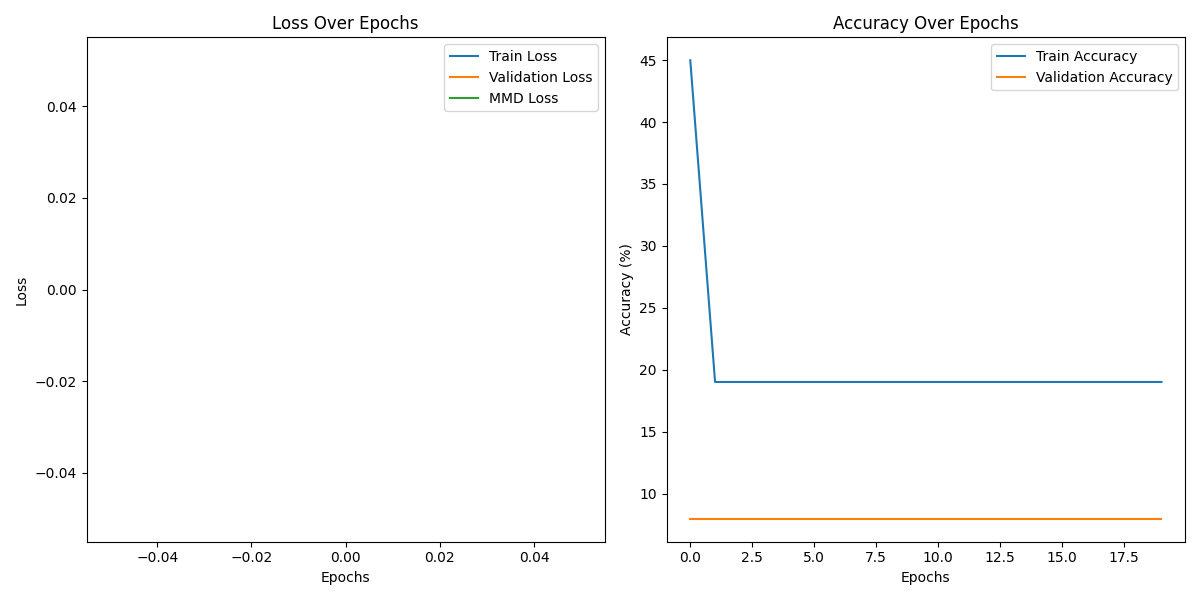 Loss Over Epochs
Train Loss
Validation Loss
MMD Loss
0.04
0.02
0.00
−0.02
−0.04
Loss
−0.04
−0.02
0.00
0.02
0.04
Epochs
Accuracy Over Epochs
Train Accuracy
Validation Accuracy
45
40
35
30
25
20
15
10
Accuracy (%)
0.0
2.5
5.0
7.5
10.0
12.5
15.0
17.5
Epochs